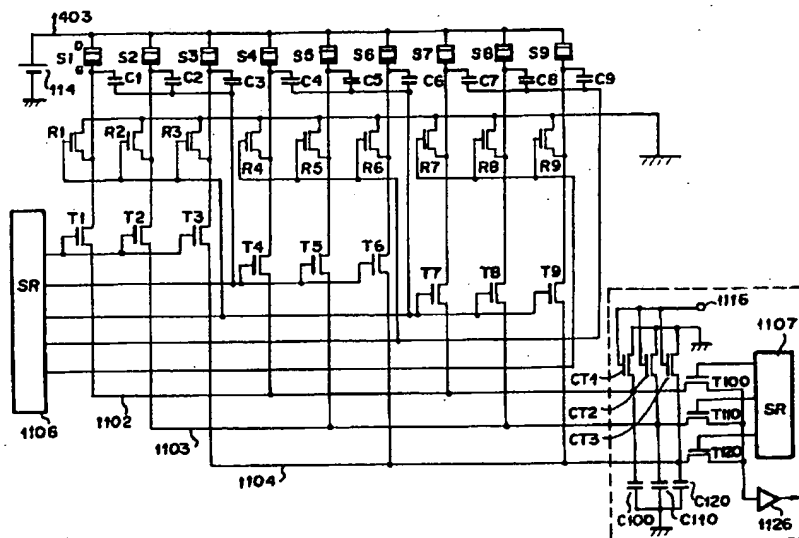 1403
S1 D S2 S3 S4 S5 S6 S7 S8 S9
G C1 C2 C3 C4 C5 C6 C7 C8 C9
114
R1 R2 R3 R4 R5 R6 R7 R8 R9
T1 T2 T3
T4 T5 T6
T7 T8 T9
SR
1116
1107
CT1
T100
CT2
T110
SR
CT3
T120
1106
1102
1103
1104
C100 C110 C120
1126